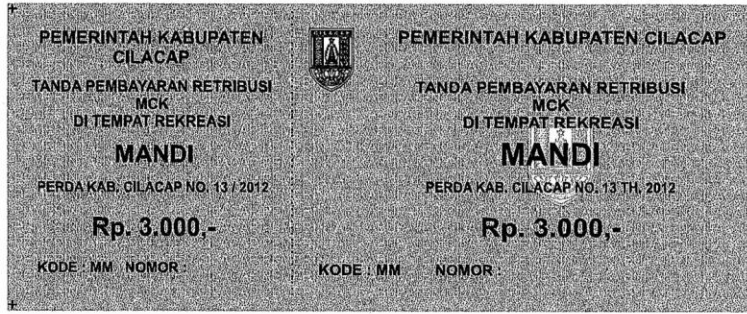 PEMERINTAH KABUPATEN
CILACAP
TANDA PEMBAYARAN RETRIBUSI
MCK
DI TEMPAT REKREASI
MANDI
PERDA KAB. CILACAP NO. 13 / 2012
Rp. 3.000,-
KODE : MM NOMOR :
PEMERINTAH KABUPATEN CILACAP
TANDA PEMBAYARAN RETRIBUSI
MCK
DI TEMPAT REKREASI
MANDI
PERDA KAB. CILACAP NO. 13 TH. 2012
Rp. 3.000,-
KODE : MM NOMOR :